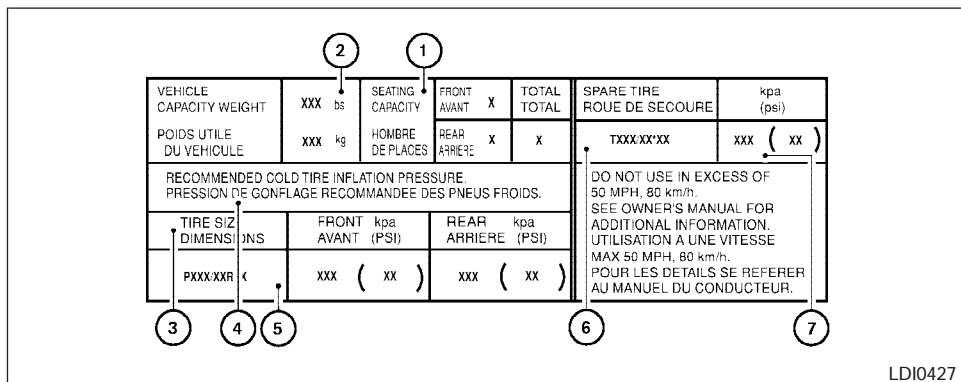 2 1
VEHICLE
CAPACITY WEIGHT
XXX bs
SEATING
CAPACITY
FRONT
AVANT X
TOTAL
TOTAL
SPARE TIRE
ROUE DE SECOURE
kpa
(psi)
POIDS UTILE
DU VEHICULE
XXX kg
HOMBRE
DE PLACES
REAR
ARRIERE X
X
TXXX/XX*XX
XXX ( XX )
RECOMMENDED COLD TIRE INFLATION PRESSURE.
PRESSION DE GONFLAGE RECOMMANDEE DES PNEUS FROIDS.
DO NOT USE IN EXCESS OF
50 MPH, 80 km/h.
SEE OWNER'S MANUAL FOR
ADDITIONAL INFORMATION.
UTILISATION A UNE VITESSE
MAX 50 MPH, 80 km/h.
POUR LES DETAILS SE REFERER
AU MANUEL DU CONDUCTEUR.
TIRE SIZ
DIMENSIONS
FRONT kpa
AVANT (PSI)
REAR kpa
ARRIERE (PSI)
PXXX/XXR X
XXX ( XX )
XXX ( XX )
3 4 5 6 7
LDI0427